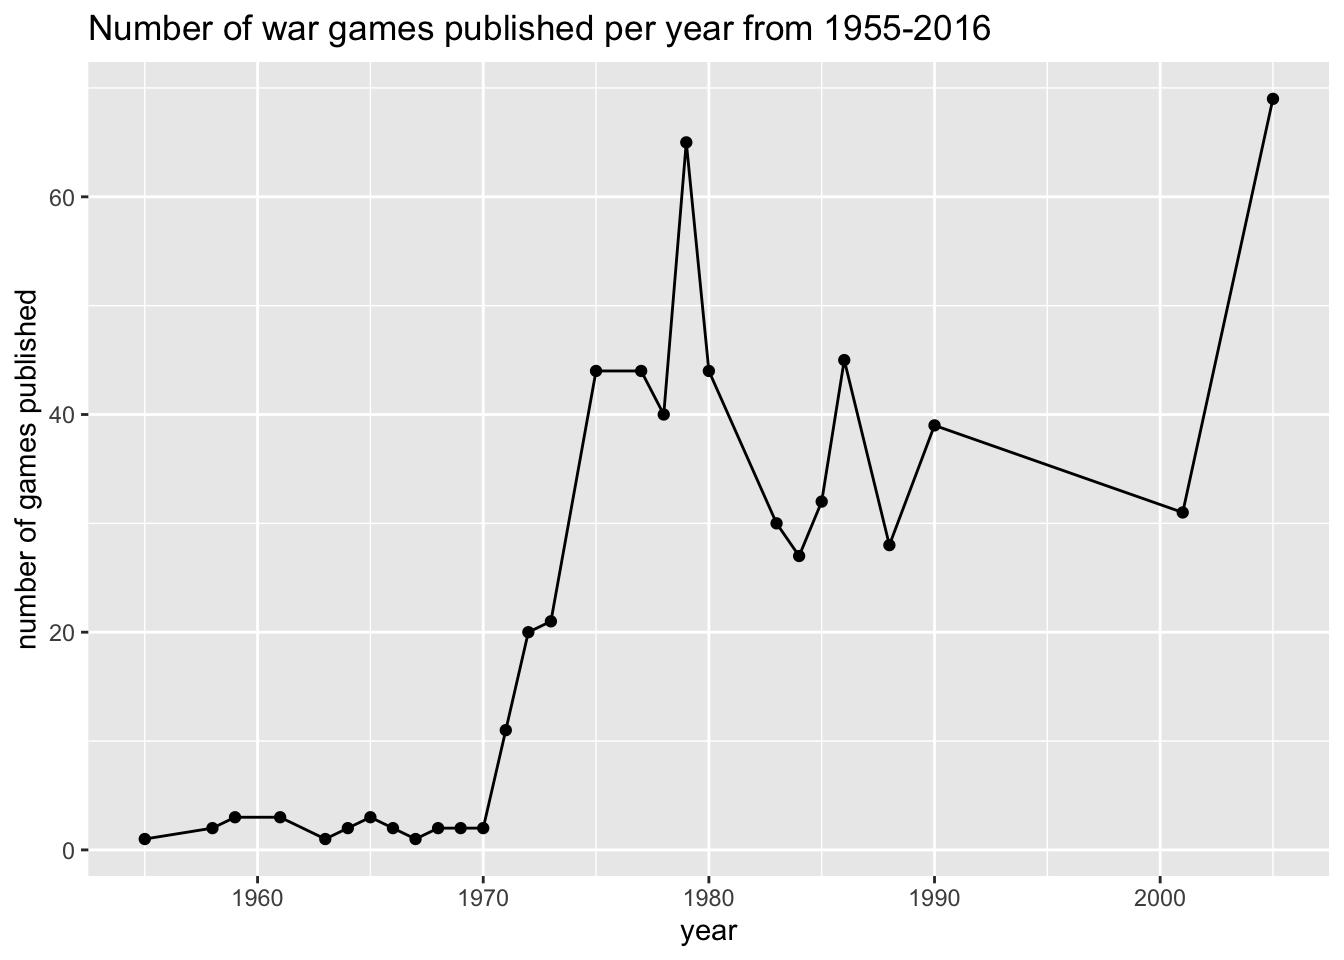 Number of war games published per year from 1955-2016
number of games published
60
40
20
0
1960 1970 1980 1990 2000
year